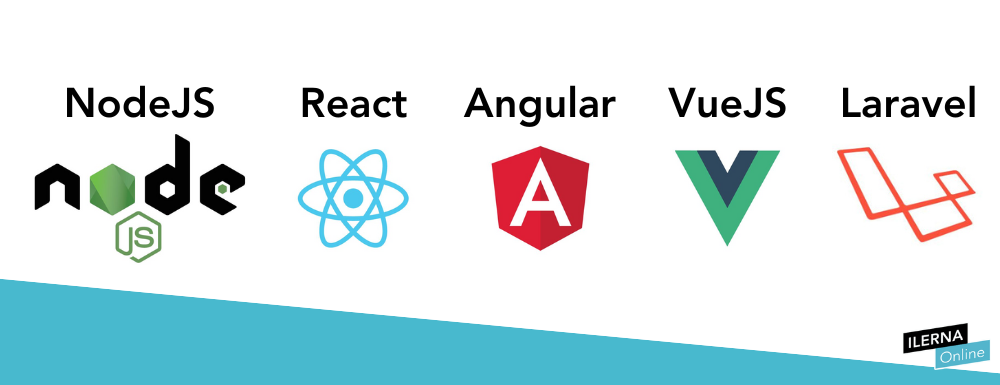 NodeJS React Angular VueJS Laravel
node
JS
A
ILERNA
Online